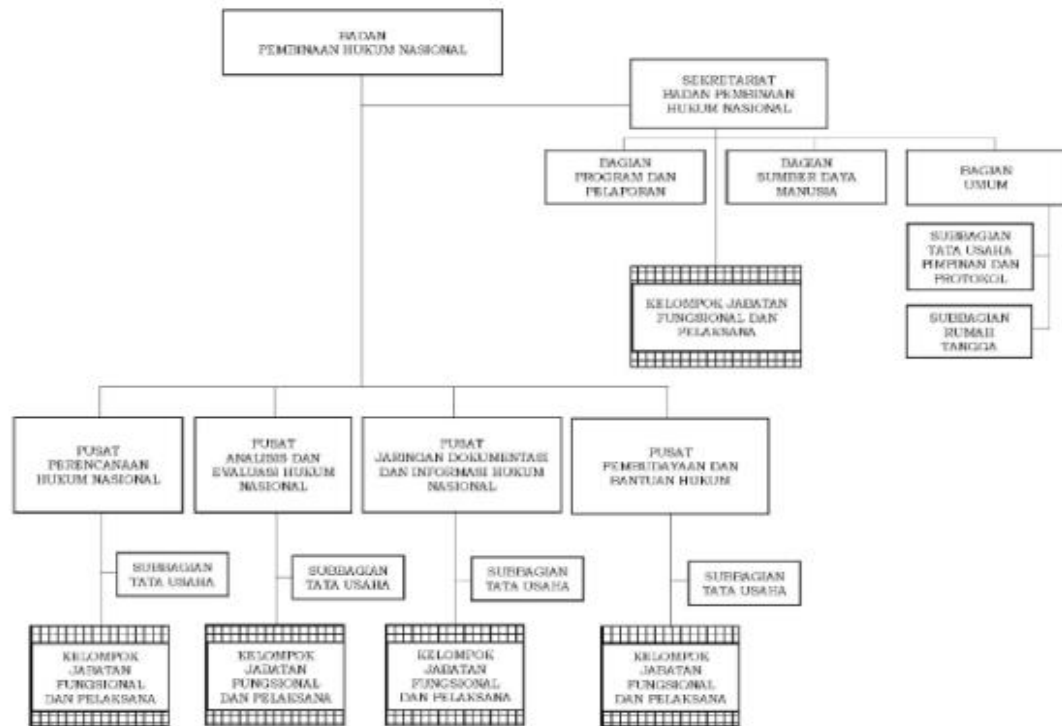 BADAN
PEMBINAAN HUKUM NASIONAL
SEKRETARIAT
BADAN PEMBINAAN
HUKUM NASIONAL
BAGIAN
PROGRAM DAN
PELAPORAN
BAGIAN
SUMBER DAYA
MANUSIA
BAGIAN
UMUM
SUBBAGIAN
TATA USAHA
PIMPINAN DAN
PROTOKOL
SUBBAGIAN
RUMAH
TANGGA
KELOMPOK JABATAN
FUNGSIONAL DAN
PELAKSANA
PUSAT
PERENCANAAN
HUKUM NASIONAL
PUSAT
ANALISIS DAN
EVALUASI HUKUM
NASIONAL
PUSAT
JARINGAN DOKUMENTASI
DAN INFORMASI HUKUM
NASIONAL
PUSAT
PEMBUDAYAAN DAN
BANTUAN HUKUM
SUBBAGIAN
TATA USAHA
SUBBAGIAN
TATA USAHA
SUBBAGIAN
TATA USAHA
SUBBAGIAN
TATA USAHA
KELOMPOK
JABATAN
FUNGSIONAL
DAN PELAKSANA
KELOMPOK
JABATAN
FUNGSIONAL
DAN PELAKSANA
KELOMPOK
JABATAN
FUNGSIONAL
DAN PELAKSANA
KELOMPOK
JABATAN
FUNGSIONAL
DAN PELAKSANA